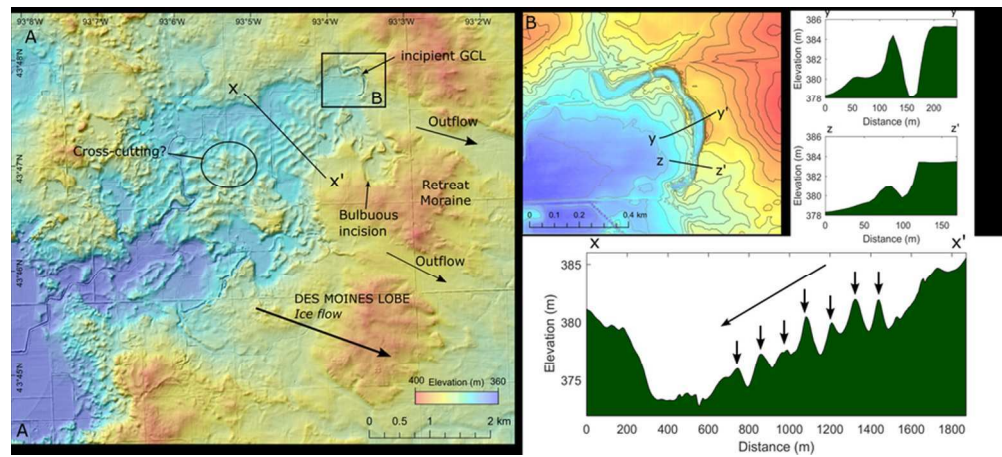 A
93°8'W
93°7'W
93°6'W
93°5'W
93°4'W
93°3'W
93°2'W
43°48'N
43°47'N
43°46'N
43°45'N
incipient GCL
B
X
x'
Outflow
Cross-cutting?
Retreat
Moraine
Bulbuous
incision
Outflow
DES MOINES LOBE
Ice flow
400 Elevation (m) 360
0 0.5 1 2 km
A
B
y
y'
z
z'
0 0.1 0.2 0.4 km
y
y'
Elevation (m)
386
384
382
380
378
0 50 100 150 200
Distance (m)
z
z'
Elevation (m)
386
384
382
380
378
0 50 100 150
Distance (m)
X
x'
Elevation (m)
385
380
375
0 200 400 600 800 1000 1200 1400 1600 1800
Distance (m)